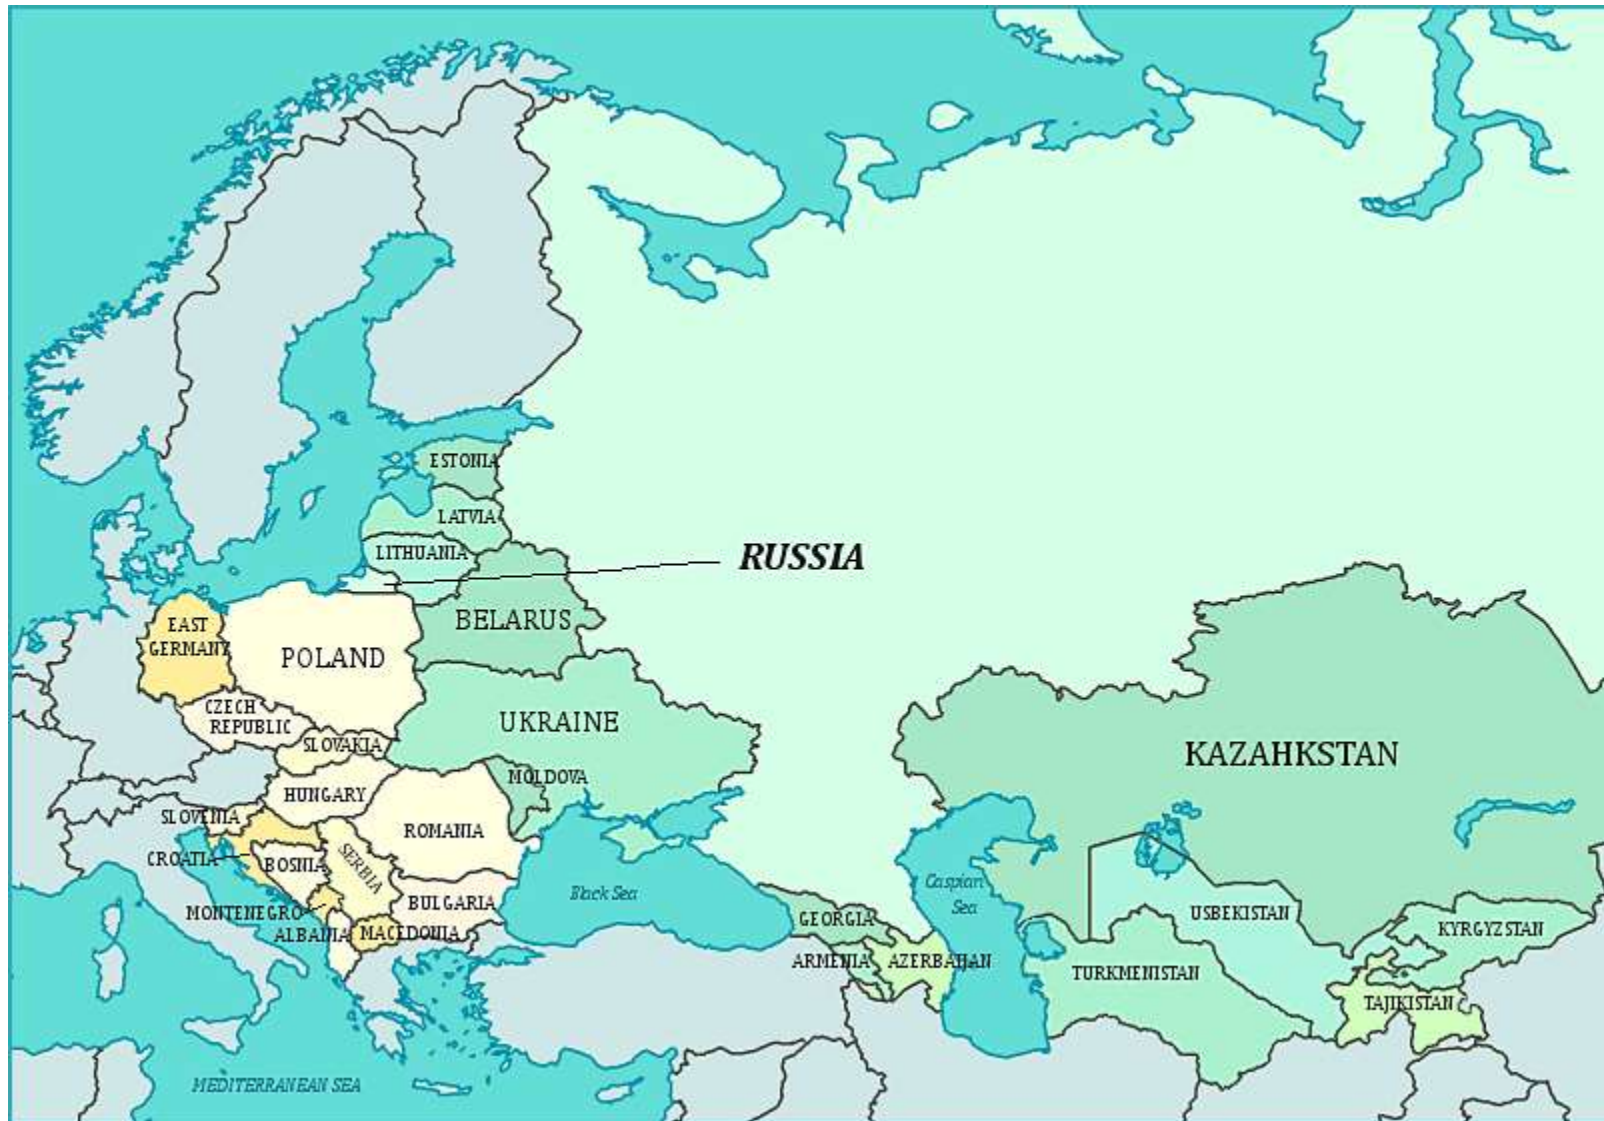 ESTONIA
LATVIA
LITHUANIA
RUSSIA
BELARUS
EAST
GERMANY
POLAND
CZECH
REPUBLIC
UKRAINE
SLOVAKIA
KAZAHKSTAN
MOLDOVA
HUNGARY
SLOVENIA
ROMANIA
CROATIA
BOSNIA
SERBIA
Black Sea
Caspian
Sea
BULGARIA
MONTENEGRO
ALBANIA
MACEDONIA
GEORGIA
USBEKISTAN
KYRGYZSTAN
ARMENIA
AZERBAIJAN
TURKMENISTAN
TAJIKISTAN
MEDITERRANEAN SEA